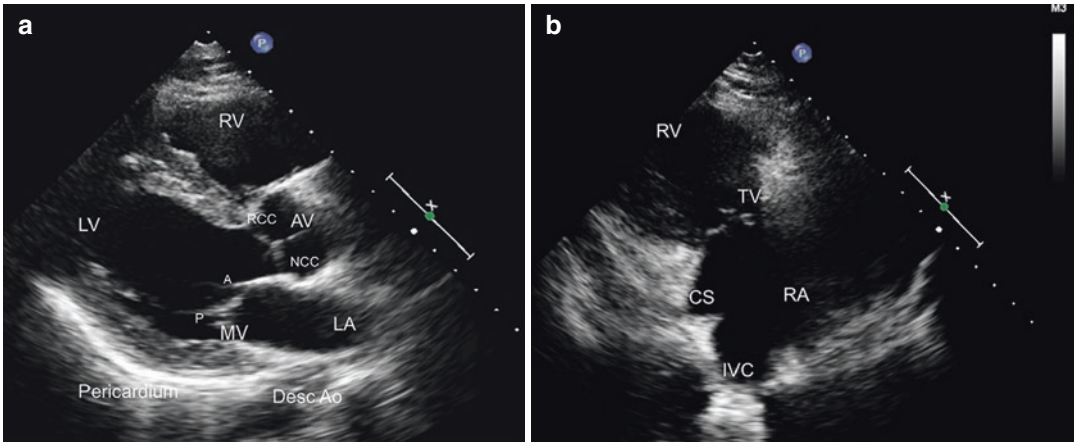 a
P
RV
LV
RCC
AV
NCC
A
P
MV
LA
Pericardium
Desc Ao
b
M3
P
RV
TV
CS
RA
IVC